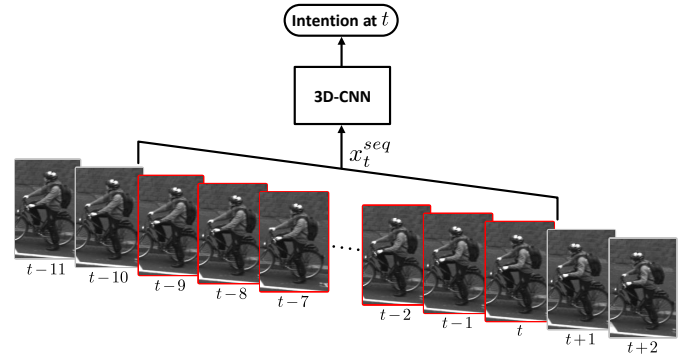 Intention at t
3D-CNN
x_t^{seq}
t−11
t−10
t−9
t−8
t−7
.....
t−2
t−1
t
t+1
t+2